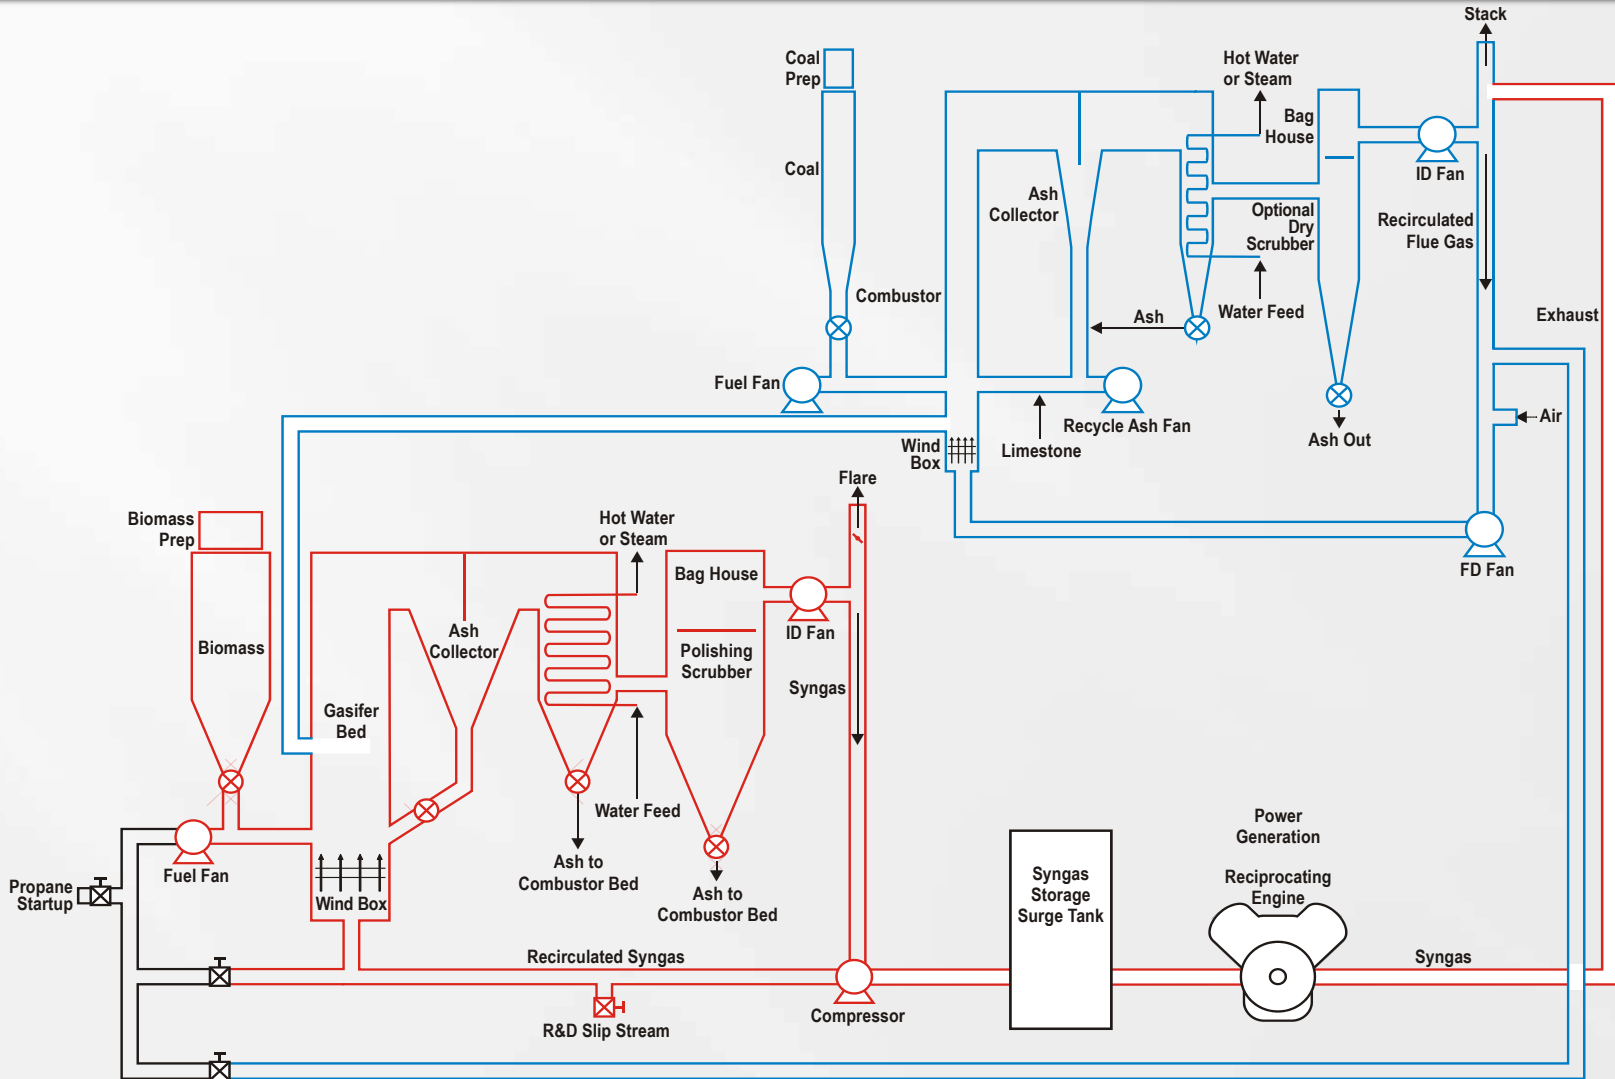 Stack
Coal
Prep
Hot Water
or Steam
Bag
House
ID Fan
Coal
Ash
Collector
Optional
Dry
Scrubber
Recirculated
Flue Gas
Combustor
Ash
Water Feed
Exhaust
Fuel Fan
Recycle Ash Fan
Limestone
Ash Out
Air
Wind
Box
FD Fan
Flare
Biomass
Prep
Hot Water
or Steam
Bag House
ID Fan
Biomass
Ash
Collector
Polishing
Scrubber
Syngas
Gasifer
Bed
Water Feed
Power
Generation
Fuel Fan
Ash to
Combustor Bed
Reciprocating
Engine
Syngas
Storage
Surge Tank
Propane
Startup
Wind Box
Ash to
Combustor Bed
Recirculated Syngas
Syngas
R&D Slip Stream
Compressor